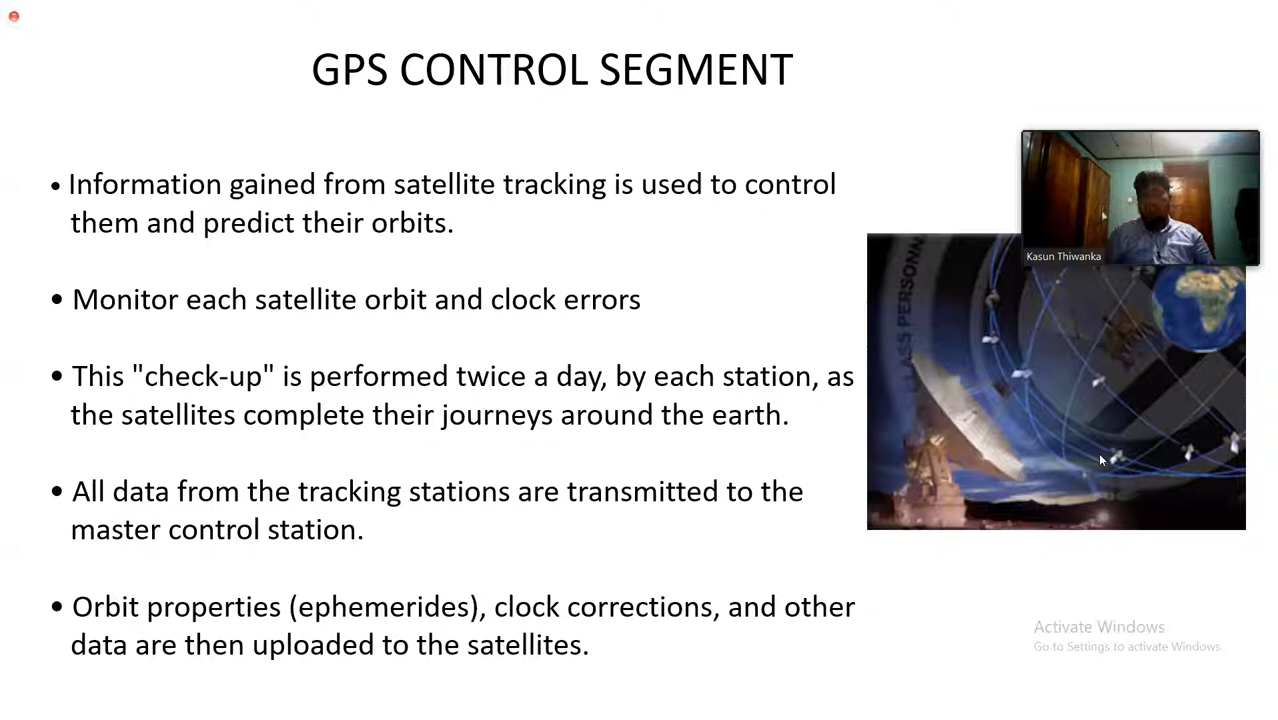 GPS CONTROL SEGMENT
• Information gained from satellite tracking is used to control
them and predict their orbits.
• Monitor each satellite orbit and clock errors
• This "check-up" is performed twice a day, by each station, as
the satellites complete their journeys around the earth.
• All data from the tracking stations are transmitted to the
master control station.
• Orbit properties (ephemerides), clock corrections, and other
data are then uploaded to the satellites.
Kasun Thiwanka
Activate Windows
Go to Settings to activate Windows.